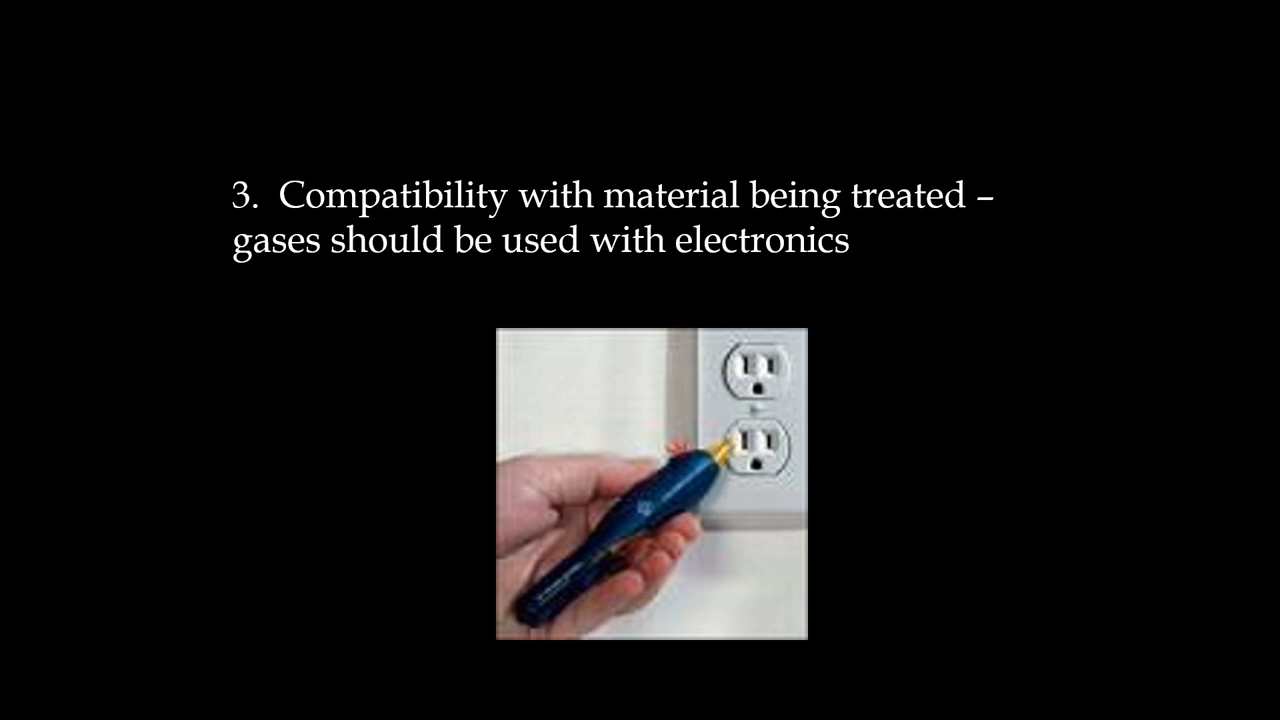 3.  Compatibility with material being treated –
gases should be used with electronics